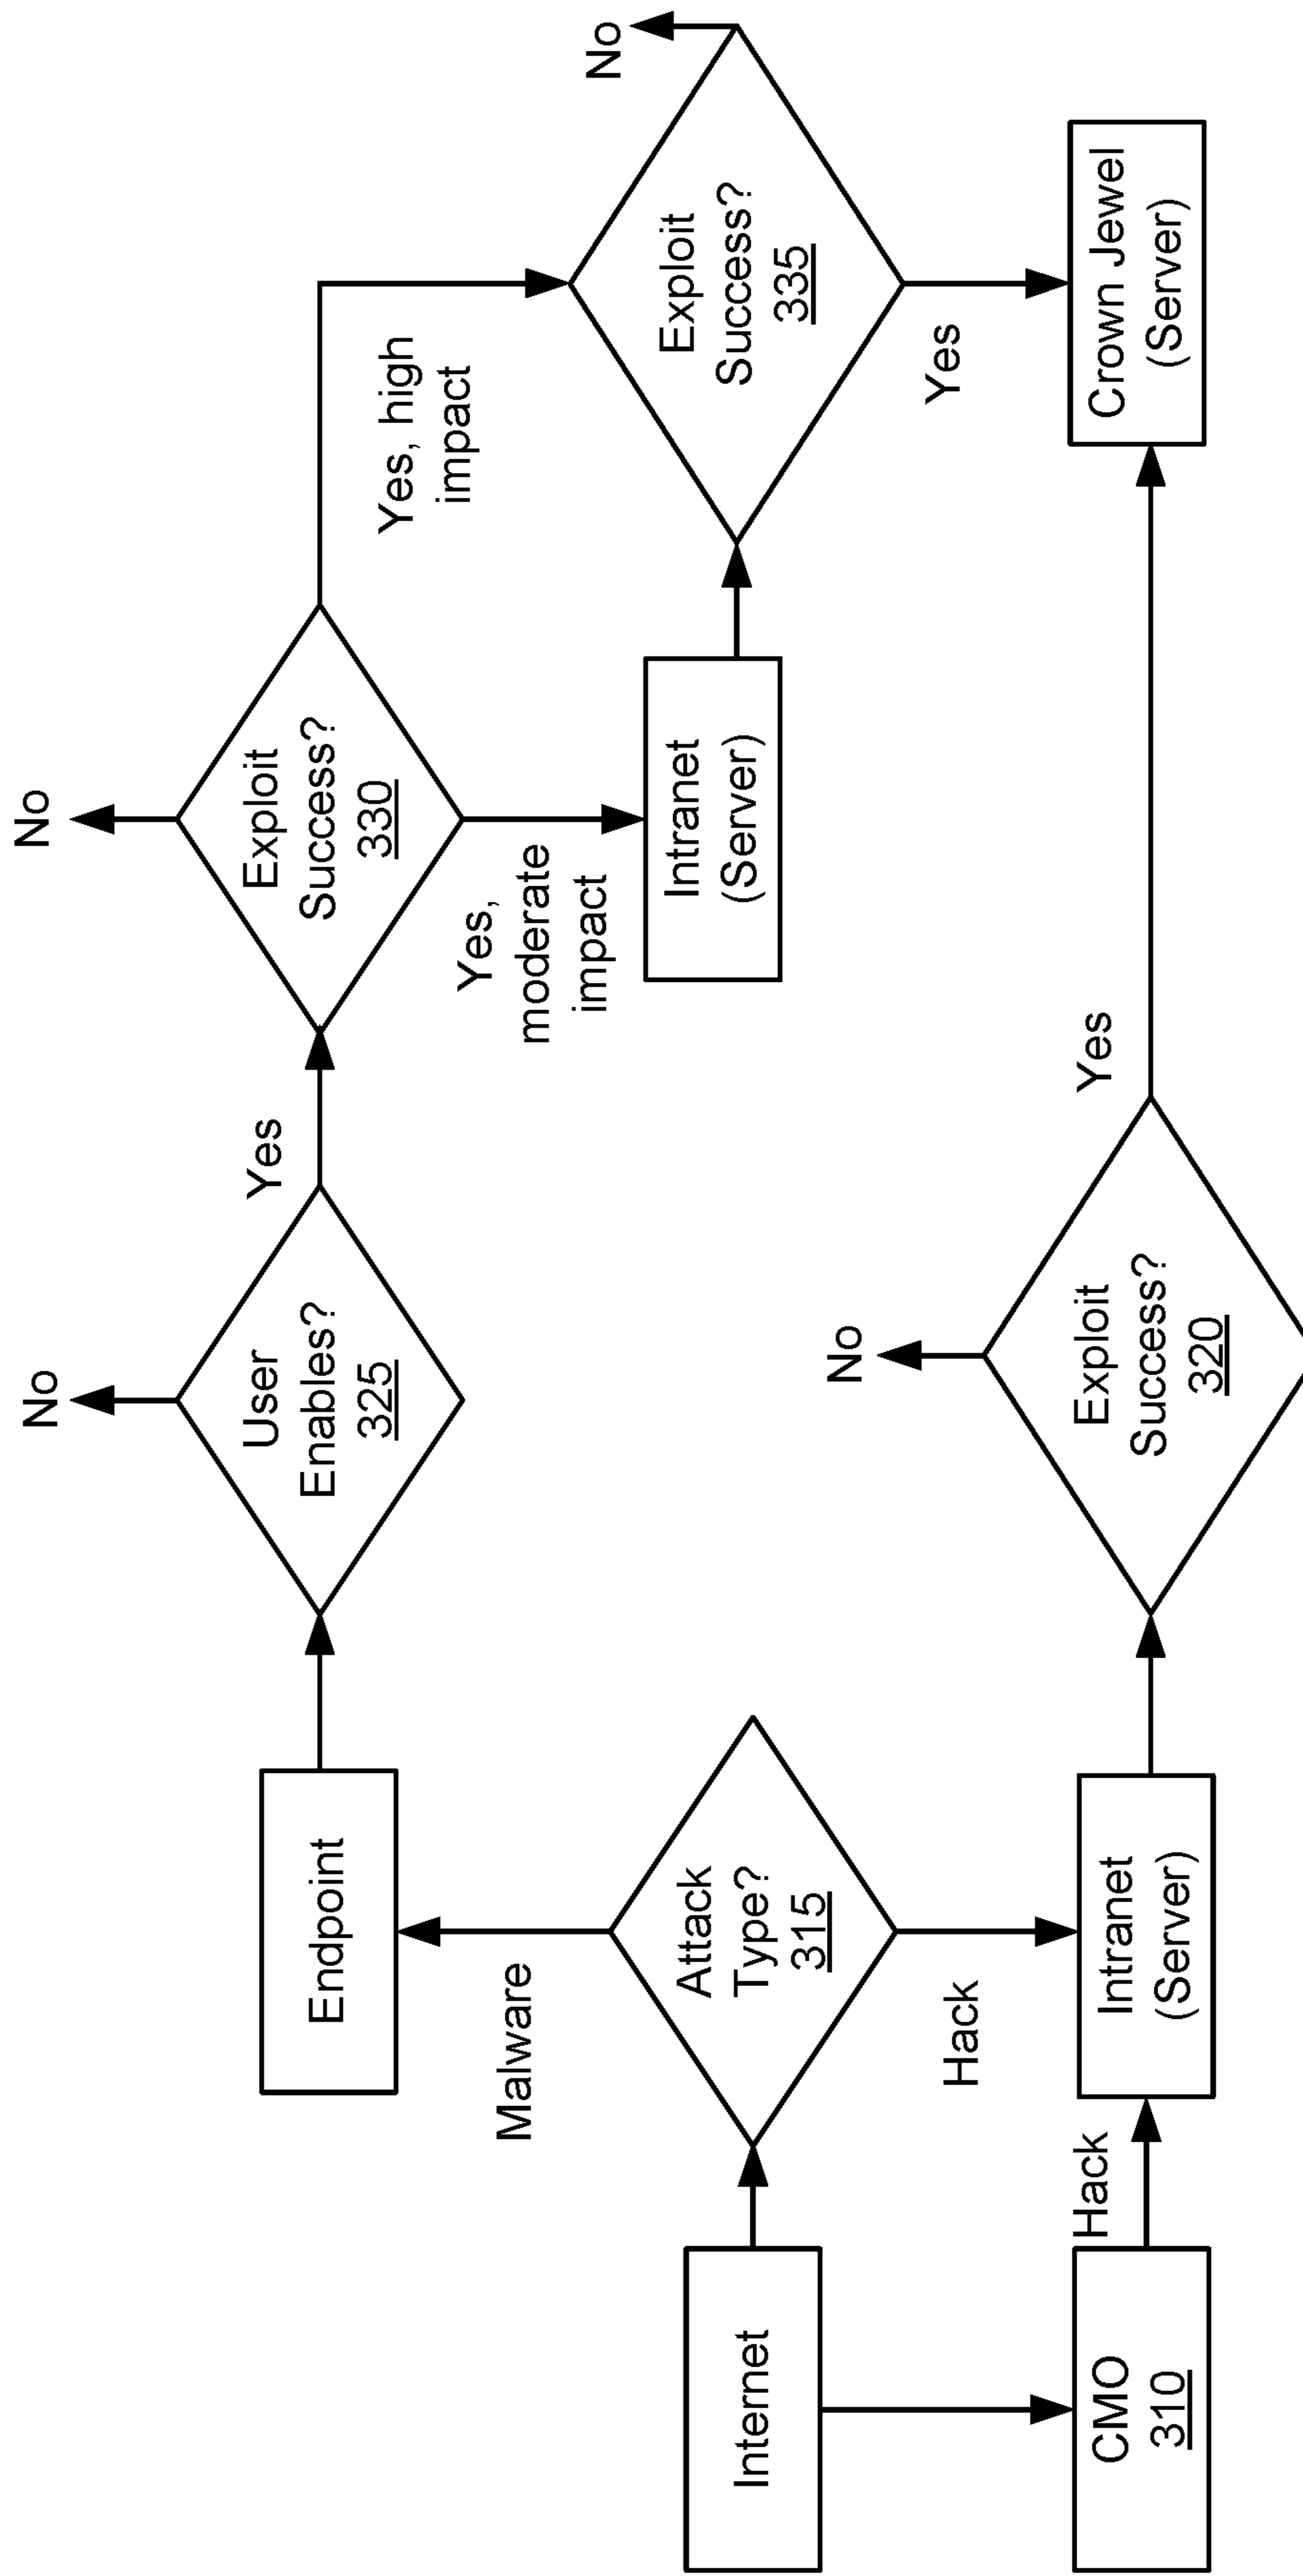 Internet
CMO
310
Hack
Malware
Attack
Type?
315
Hack
Endpoint
Intranet
(Server)
No
User
Enables?
325
Yes
No
Exploit
Success?
320
Yes
No
Exploit
Success?
330
Yes,
moderate
impact
Intranet
(Server)
Yes, high
impact
No
Exploit
Success?
335
Yes
Crown Jewel
(Server)